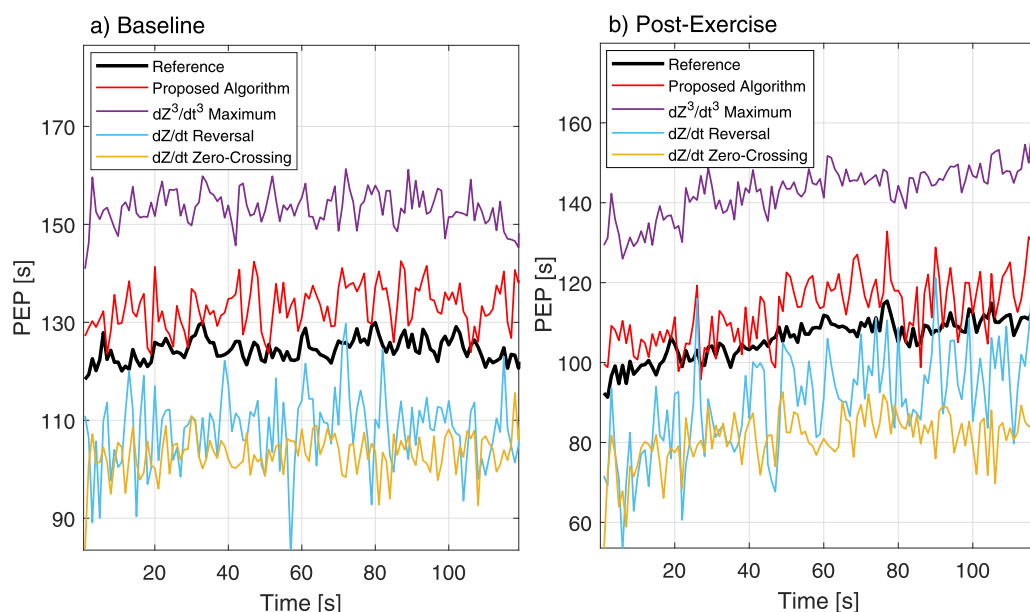 a) Baseline
Reference
Proposed Algorithm
dZ³/dt³ Maximum
dZ/dt Reversal
dZ/dt Zero-Crossing
170
150
130
110
90
PEP [s]
20
40
60
80
100
Time [s]
b) Post-Exercise
Reference
Proposed Algorithm
dZ³/dt³ Maximum
dZ/dt Reversal
dZ/dt Zero-Crossing
160
140
120
100
80
60
PEP [s]
20
40
60
80
100
Time [s]